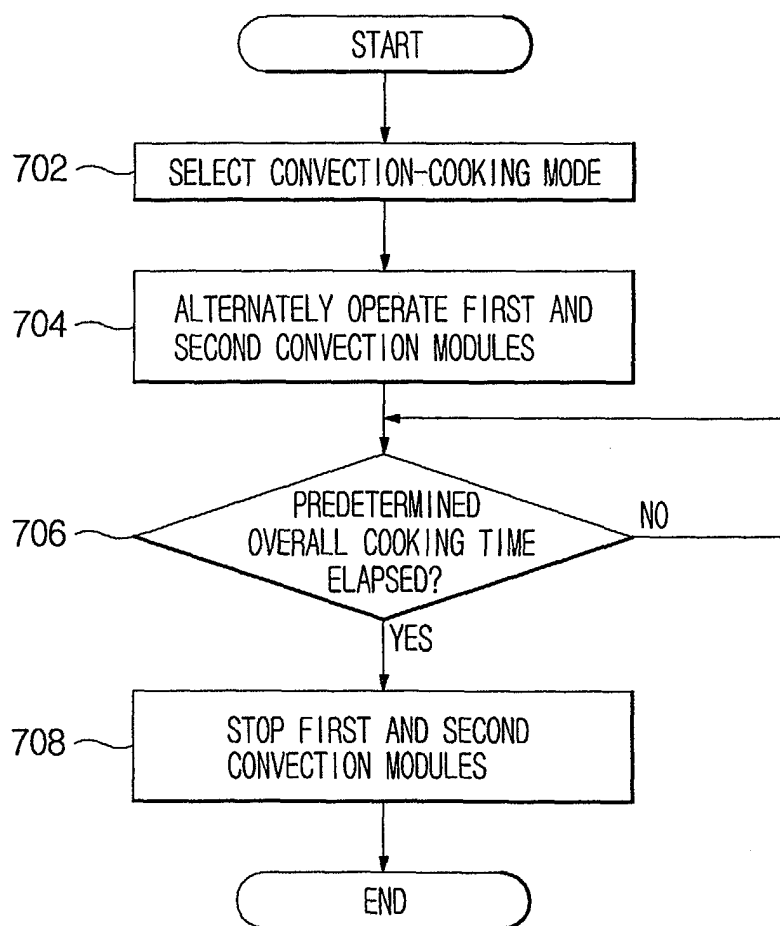 START
702
SELECT CONVECTION-COOKING MODE
704
ALTERNATELY OPERATE FIRST AND
SECOND CONVECTION MODULES
706
PREDETERMINED
OVERALL COOKING TIME
ELAPSED?
NO
YES
708
STOP FIRST AND SECOND
CONVECTION MODULES
END